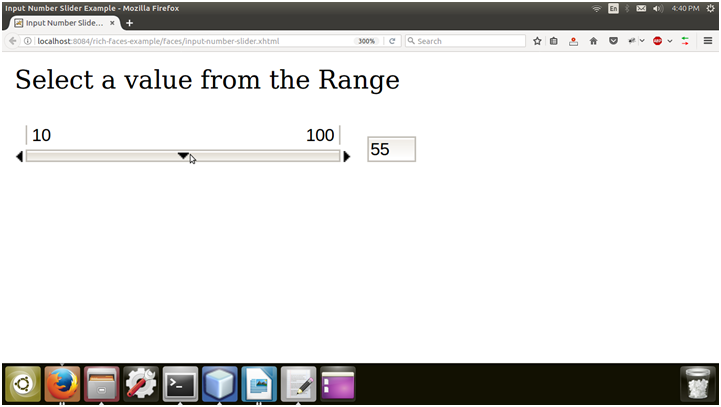 Input Number Slider Example - Mozilla Firefox
En
4:40 PM
Input Number Slide...
localhost:8084/rich-faces-example/faces/input-number-slider.xhtml
300%
Search
ABP
Select a value from the Range
10
100
55